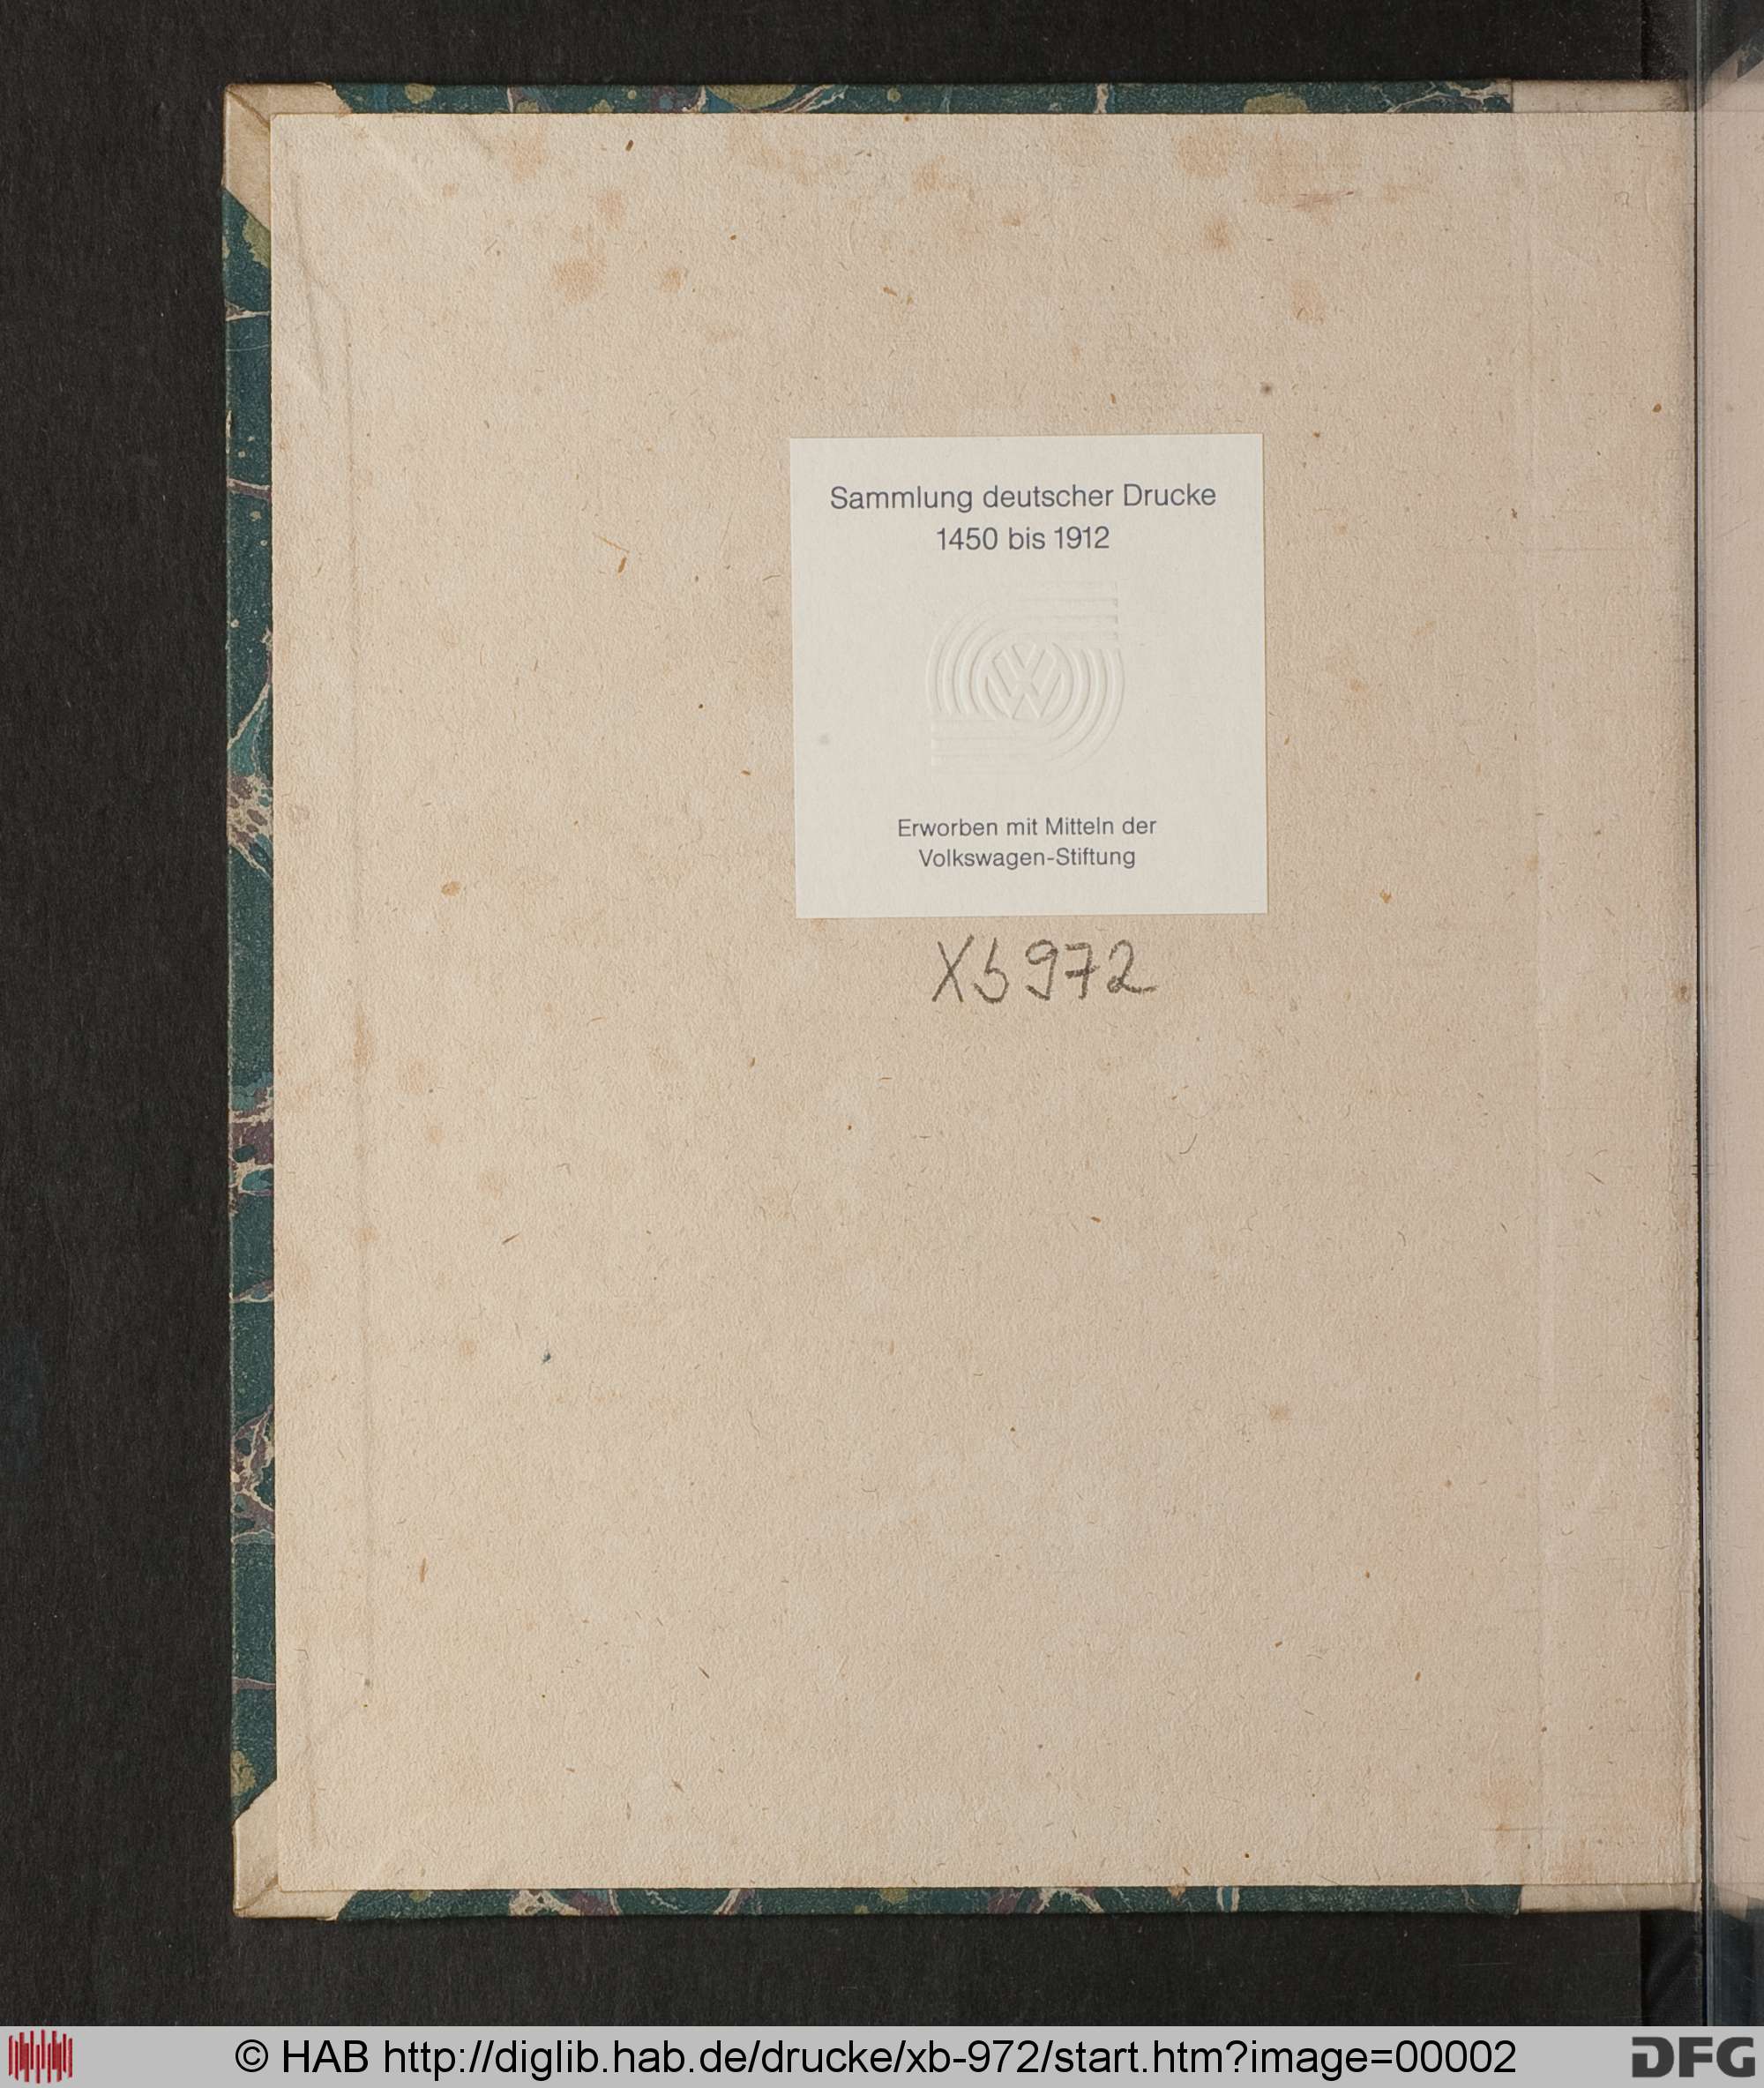 Sammlung deutscher Drucke
1450 bis 1912
VW
Erworben mit Mitteln der
Volkswagen-Stiftung
Xb 972
© HAB http://diglib.hab.de/drucke/xb-972/start.htm?image=00002
DFG